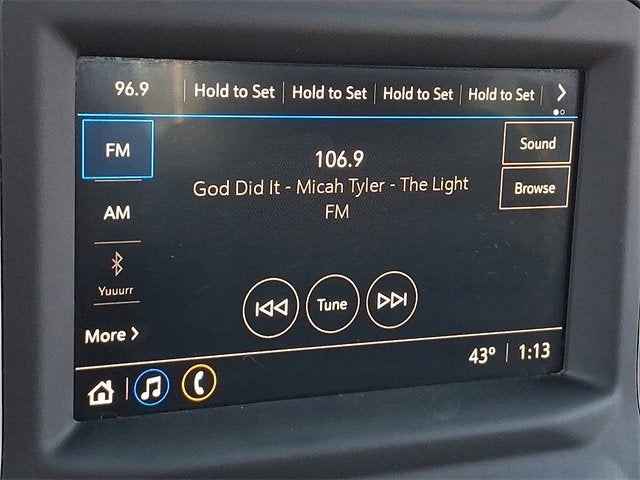 96.9 Hold to Set Hold to Set Hold to Set Hold to Set
FM
AM
Yuuurr
More
106.9
God Did It - Micah Tyler - The Light
FM
Sound
Browse
Tune
43° 1:13